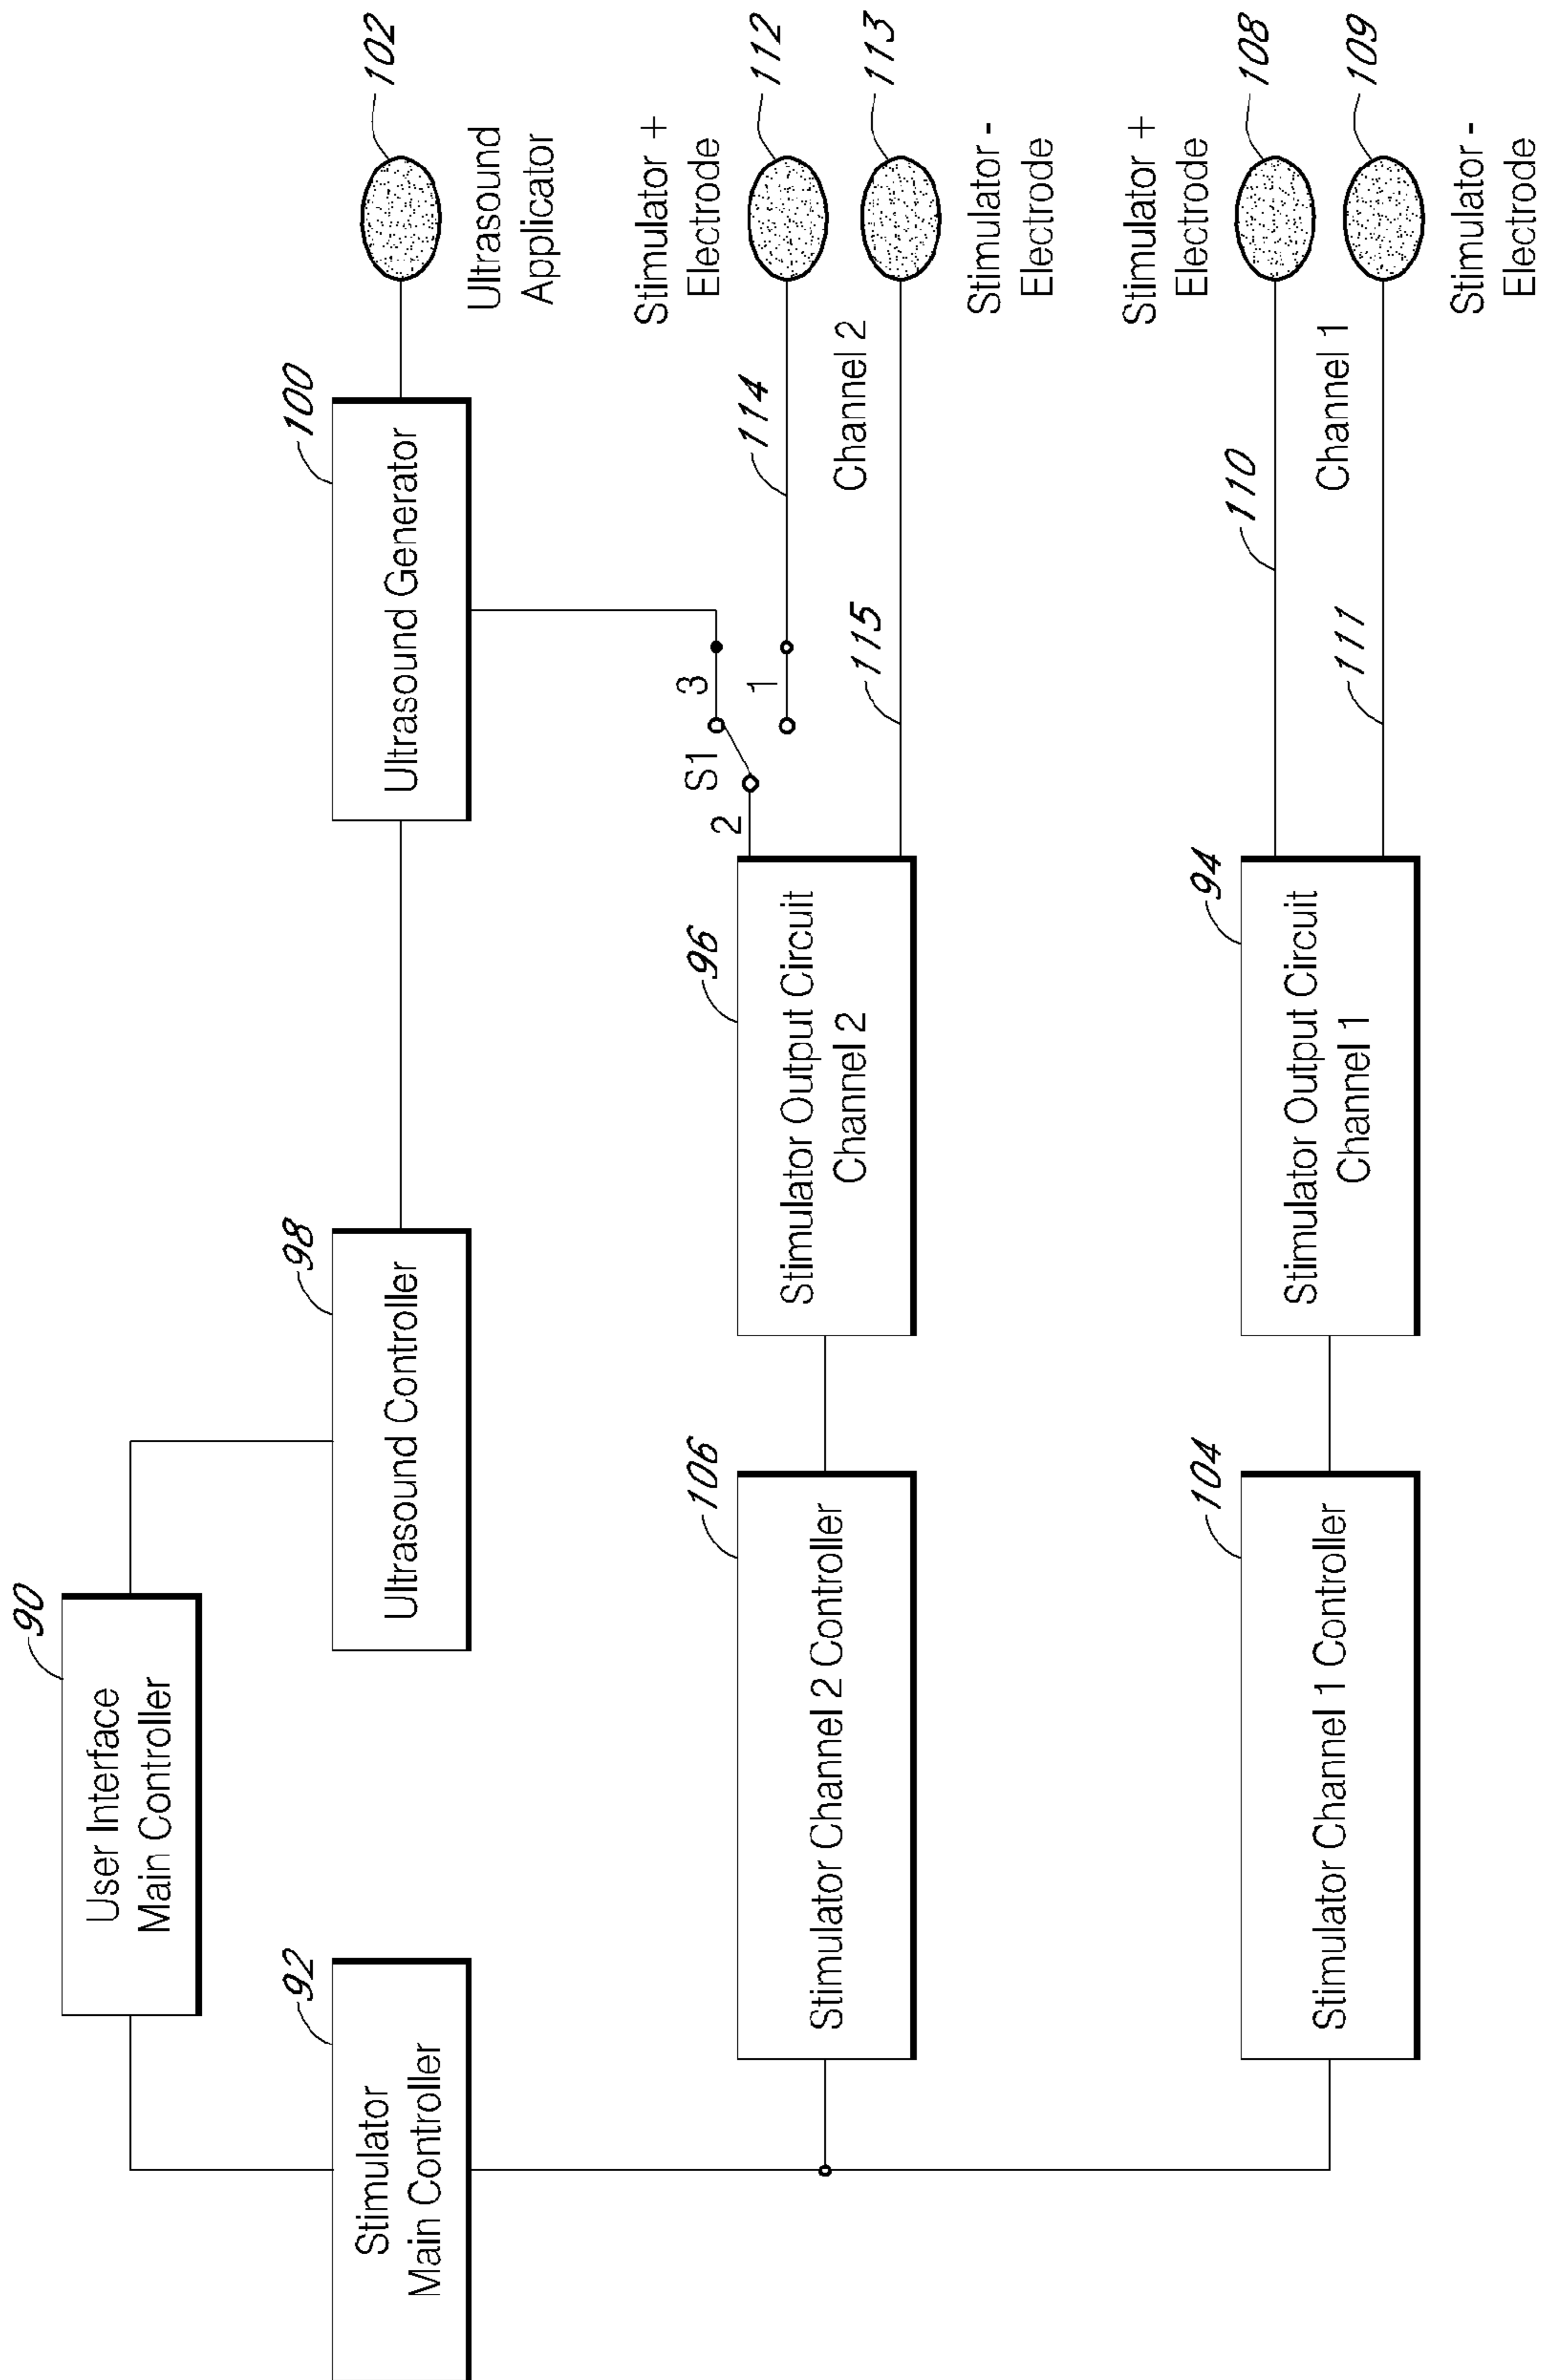 90
User Interface
Main Controller
92
Stimulator
Main Controller
98
Ultrasound Controller
100
Ultrasound Generator
102
Ultrasound
Applicator
106
Stimulator Channel 2 Controller
96
Stimulator Output Circuit
Channel 2
2
S1
3
1
114
115
Channel 2
Stimulator +
Electrode
112
113
Stimulator -
Electrode
104
Stimulator Channel 1 Controller
94
Stimulator Output Circuit
Channel 1
110
111
Channel 1
Stimulator +
Electrode
108
109
Stimulator -
Electrode